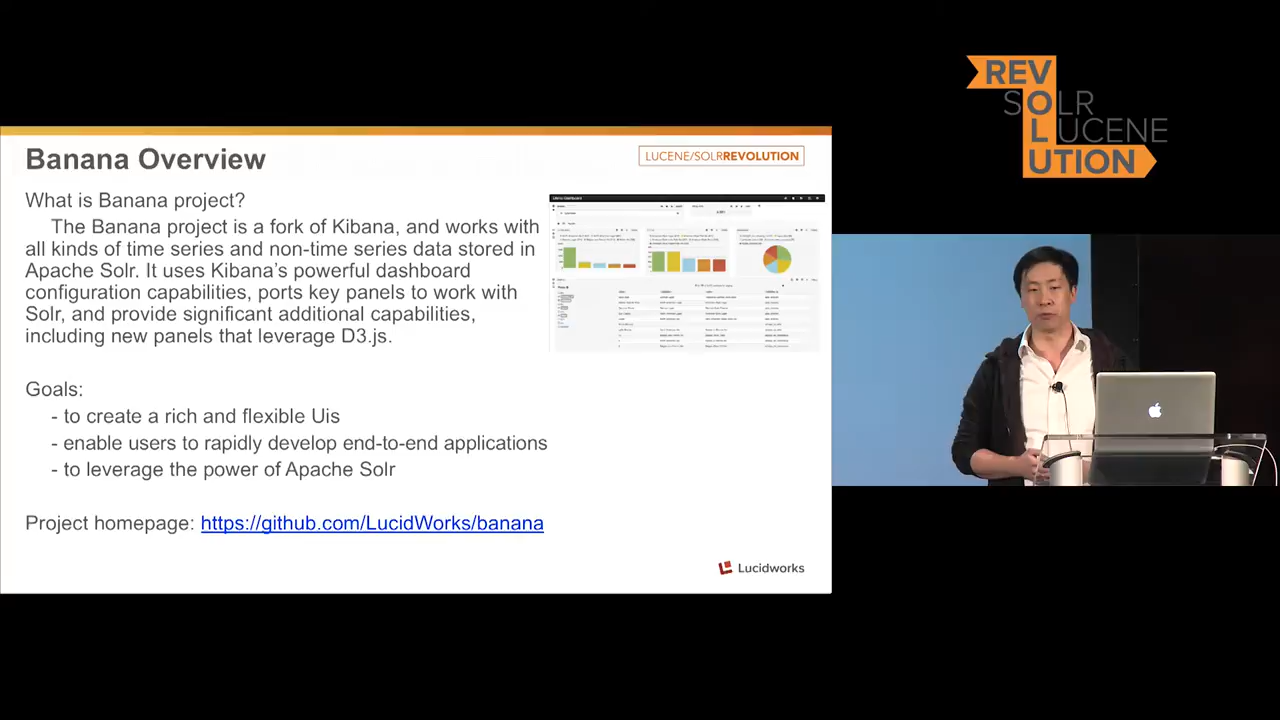 Banana Overview
LUCENE/SOLRREVOLUTION
What is Banana project?
The Banana project is a fork of Kibana, and works with
all kinds of time series and non-time series data stored in
Apache Solr. It uses Kibana's powerful dashboard
configuration capabilities, ports key panels to work with
Solr, and provide significant additional capabilities,
including new panels that leverage D3.js.
Goals:
- to create a rich and flexible Uis
- enable users to rapidly develop end-to-end applications
- to leverage the power of Apache Solr
Project homepage: https://github.com/LucidWorks/banana
Lucidworks
REVOLUTION
SOLR
LUCENE